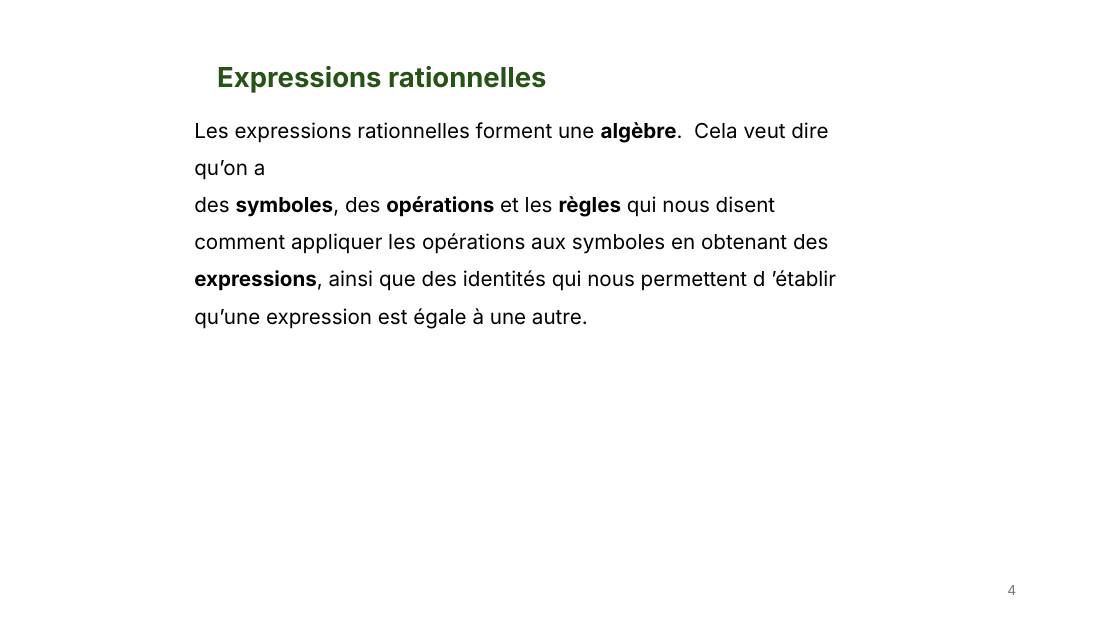 Expressions rationnelles
Les expressions rationnelles forment une algèbre.  Cela veut dire
qu’on a
des symboles, des opérations et les règles qui nous disent
comment appliquer les opérations aux symboles en obtenant des
expressions, ainsi que des identités qui nous permettent d ’établir
qu’une expression est égale à une autre.
4